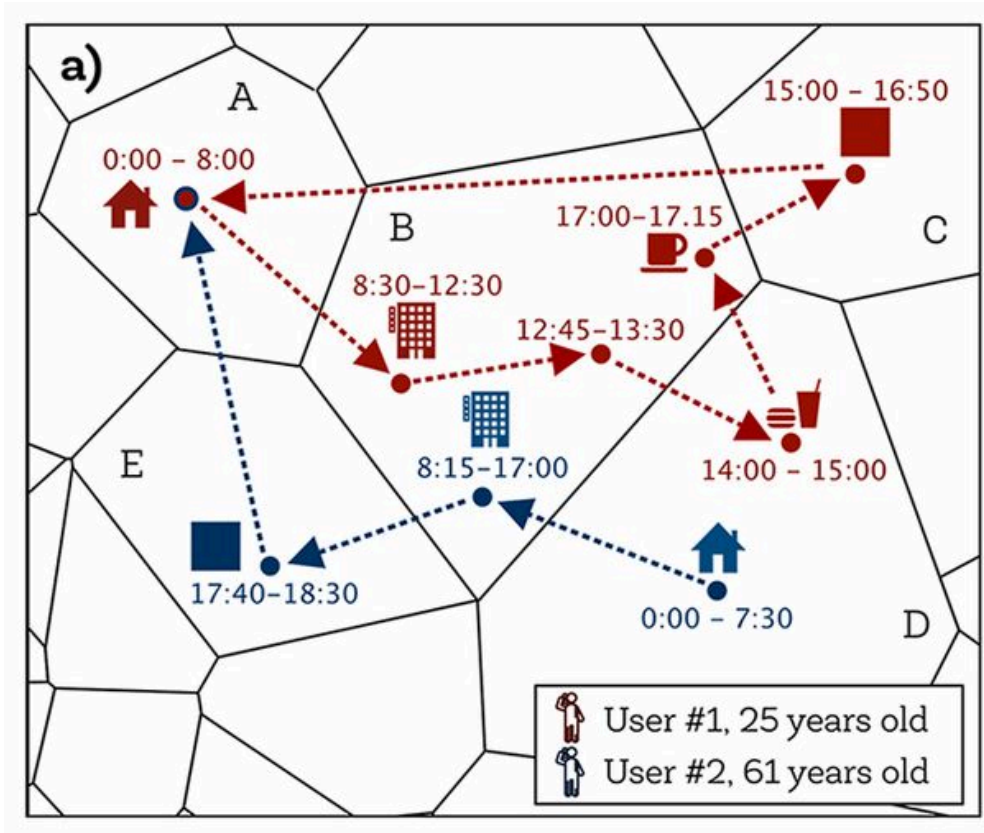 a)
A
15:00 – 16:50
0:00 – 8:00
17:00–17.15
B
C
8:30–12:30
12:45–13:30
E
8:15–17:00
14:00 – 15:00
17:40–18:30
0:00 – 7:30
D
User #1, 25 years old
User #2, 61 years old